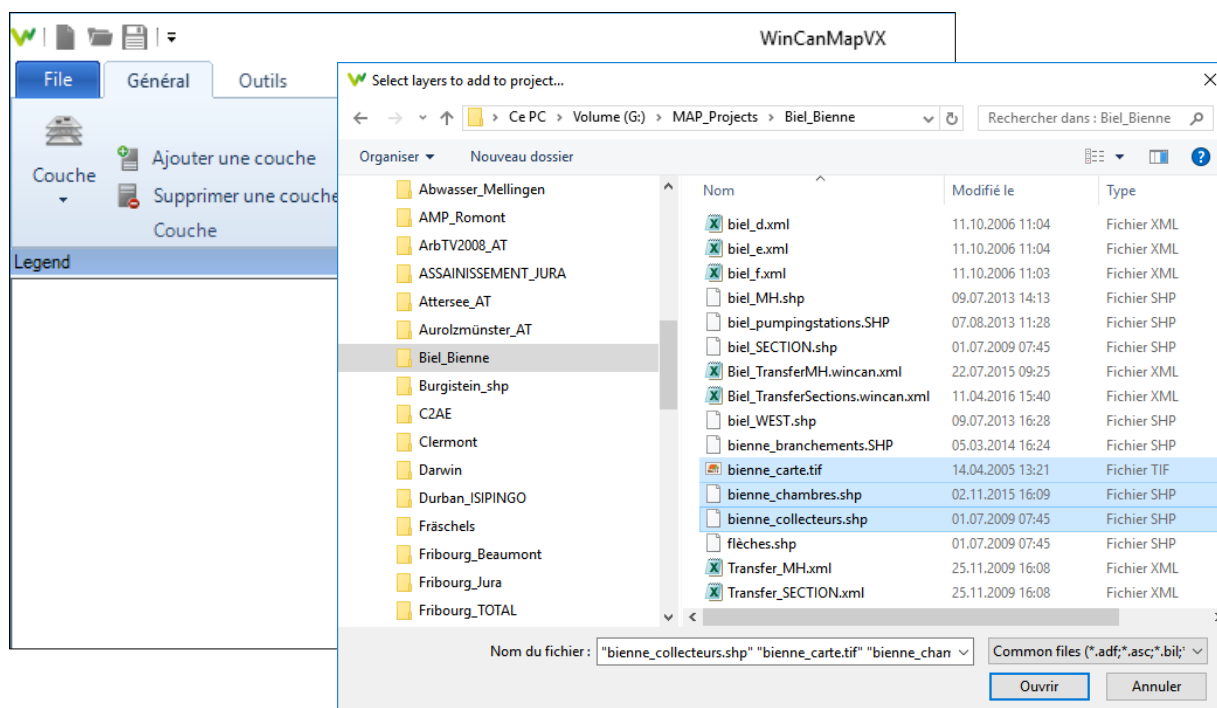 WinCanMapVX
File Général Outils
Couche
Ajouter une couche
Supprimer une couche
Couche
Legend
Select layers to add to project...
Ce PC > Volume (G:) > MAP_Projects > Biel_Bienne
Rechercher dans : Biel_Bienne
Organiser Nouveau dossier
Abwasser_Mellingen
AMP_Romont
ArbTV2008_AT
ASSAINISSEMENT_JURA
Attersee_AT
Aurolzmünster_AT
Biel_Bienne
Burgistein_shp
C2AE
Clermont
Darwin
Durban_ISIPINGO
Fräschels
Fribourg_Beaumont
Fribourg_Jura
Fribourg_TOTAL
Nom Modifié le Type
biel_d.xml 11.10.2006 11:04 Fichier XML
biel_e.xml 11.10.2006 11:04 Fichier XML
biel_f.xml 11.10.2006 11:03 Fichier XML
biel_MH.shp 09.07.2013 14:13 Fichier SHP
biel_pumpingstations.SHP 07.08.2013 11:28 Fichier SHP
biel_SECTION.shp 01.07.2009 07:45 Fichier SHP
Biel_TransferMH.wincan.xml 22.07.2015 09:25 Fichier XML
Biel_TransferSections.wincan.xml 11.04.2016 15:40 Fichier XML
biel_WEST.shp 09.07.2013 16:28 Fichier SHP
bienne_branchements.SHP 05.03.2014 16:24 Fichier SHP
bienne_carte.tif 14.04.2005 13:21 Fichier TIF
bienne_chambres.shp 02.11.2015 16:09 Fichier SHP
bienne_collecteurs.shp 01.07.2009 07:45 Fichier SHP
flèches.shp 01.07.2009 07:45 Fichier SHP
Transfer_MH.xml 25.11.2009 16:08 Fichier XML
Transfer_SECTION.xml 25.11.2009 16:08 Fichier XML
Nom du fichier : "bienne_collecteurs.shp" "bienne_carte.tif" "bienne_cham
Common files (*.adf;*.asc;*.bil;*
Ouvrir Annuler